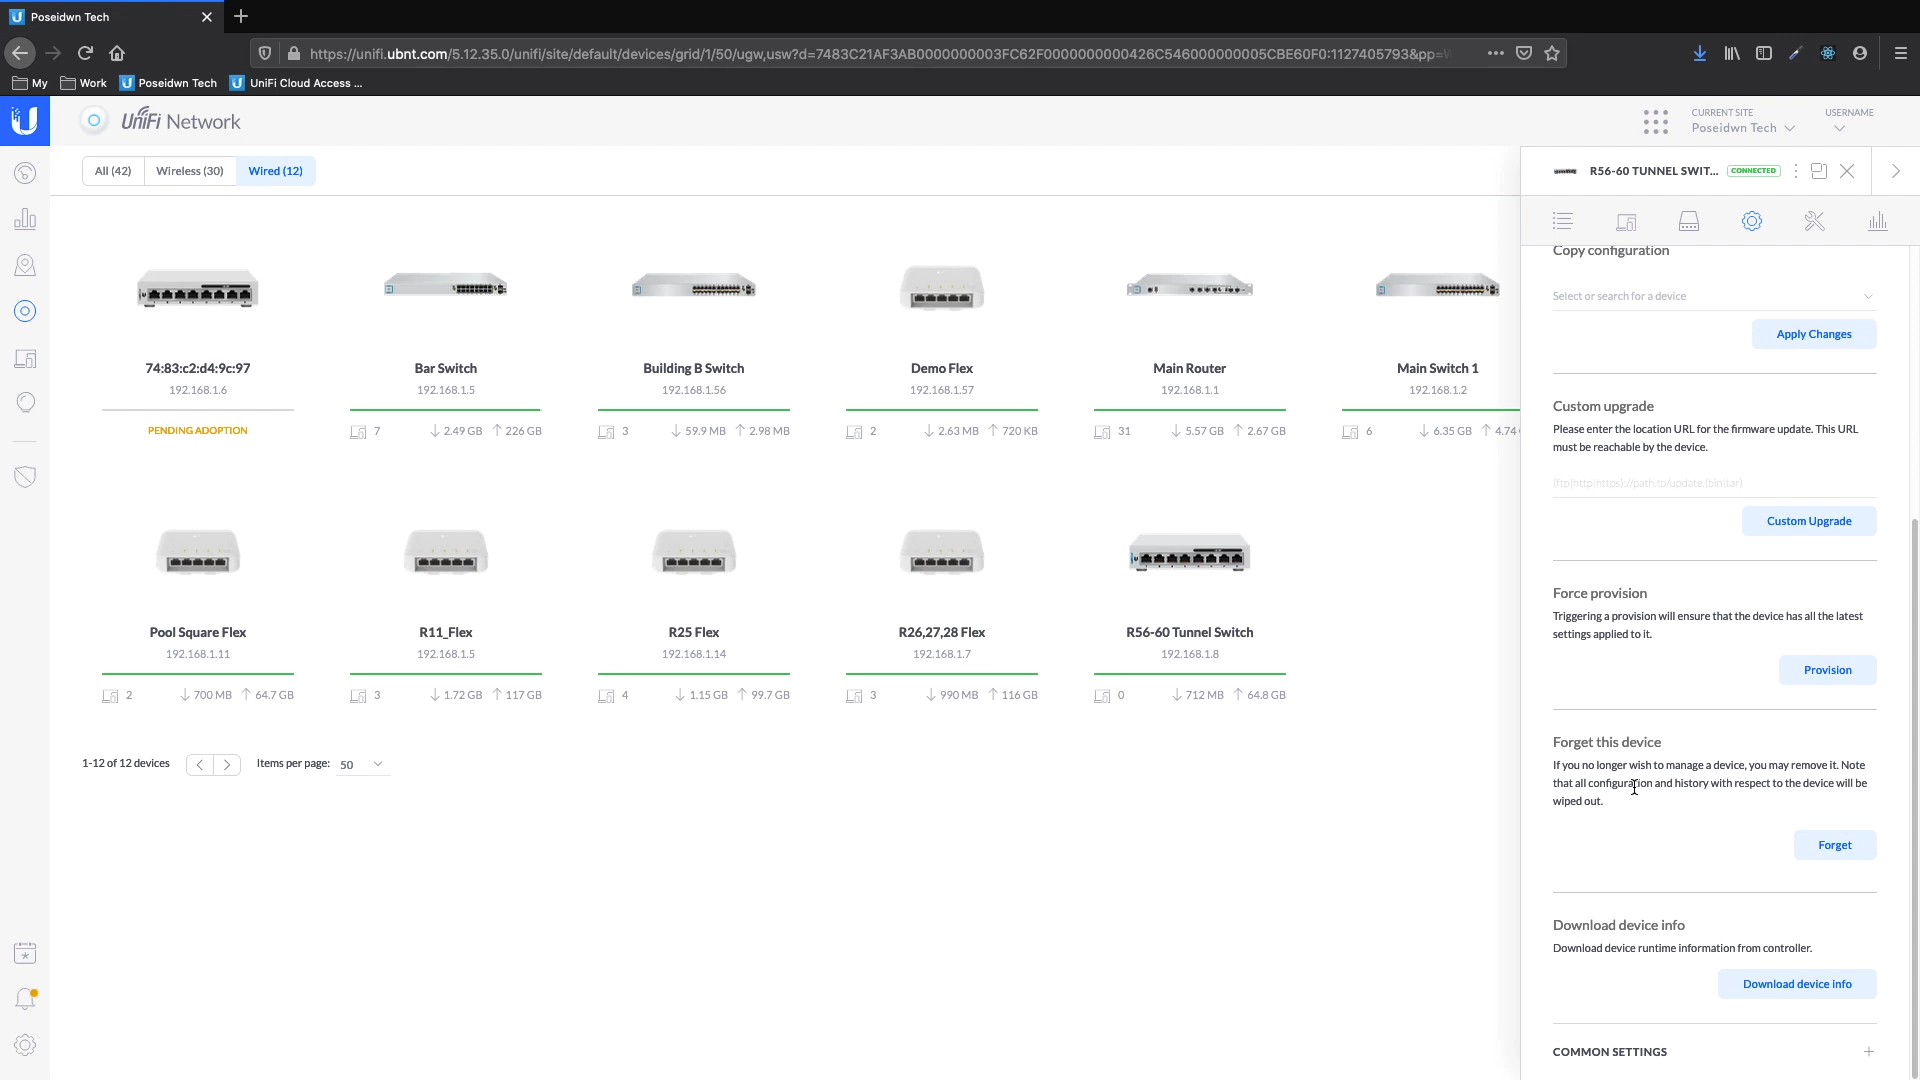 Poseidwn Tech
https://unifi.ubnt.com/5.12.35.0/unifi/site/default/devices/grid/1/50/ugw,usw?d=7483C21AF3AB0000000003FC62F0000000000426C546000000005CBE60F0:1127405793&pp=
My
Work
Poseidwn Tech
UniFi Cloud Access ...
UniFi Network
CURRENT SITE
Poseidwn Tech
USERNAME
All (42)
Wireless (30)
Wired (12)
74:83:c2:d4:9c:97
192.168.1.6
PENDING ADOPTION
Bar Switch
192.168.1.5
7
2.49 GB
226 GB
Building B Switch
192.168.1.56
3
59.9 MB
2.98 MB
Demo Flex
192.168.1.57
2
2.63 MB
720 KB
Main Router
192.168.1.1
31
5.57 GB
2.67 GB
Main Switch 1
192.168.1.2
6
6.35 GB
4.74
Pool Square Flex
192.168.1.11
2
700 MB
64.7 GB
R11_Flex
192.168.1.5
3
1.72 GB
117 GB
R25 Flex
192.168.1.14
4
1.15 GB
99.7 GB
R26,27,28 Flex
192.168.1.7
3
990 MB
116 GB
R56-60 Tunnel Switch
192.168.1.8
0
712 MB
64.8 GB
1-12 of 12 devices
Items per page:
50
R56-60 TUNNEL SWIT...
CONNECTED
Copy configuration
Select or search for a device
Apply Changes
Custom upgrade
Please enter the location URL for the firmware update. This URL
must be reachable by the device.
(ftp|http|https)://path.to/update.(bin|tar)
Custom Upgrade
Force provision
Triggering a provision will ensure that the device has all the latest
settings applied to it.
Provision
Forget this device
If you no longer wish to manage a device, you may remove it. Note
that all configuration and history with respect to the device will be
wiped out.
Forget
Download device info
Download device runtime information from controller.
Download device info
COMMON SETTINGS